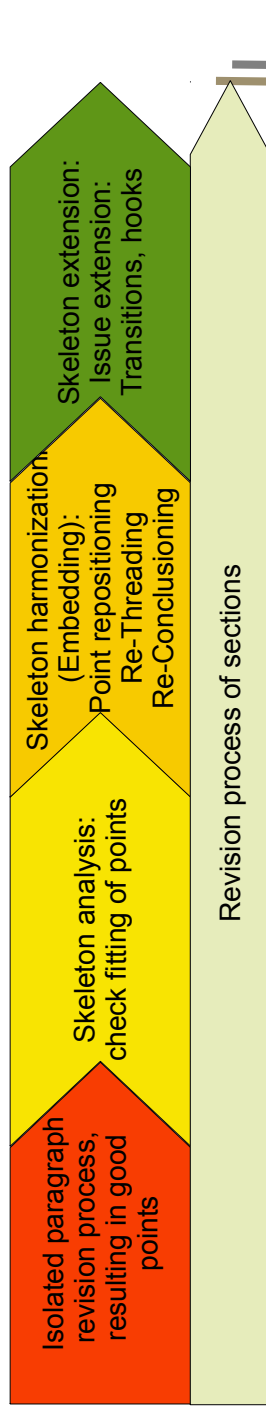 Isolated paragraph
revision process,
resulting in good
points
Skeleton analysis:
check fitting of points
Skeleton harmonization
(Embedding):
Point repositioning
Re-Threading
Re-Conclusioning
Skeleton extension:
Issue extension:
Transitions, hooks
Revision process of sections